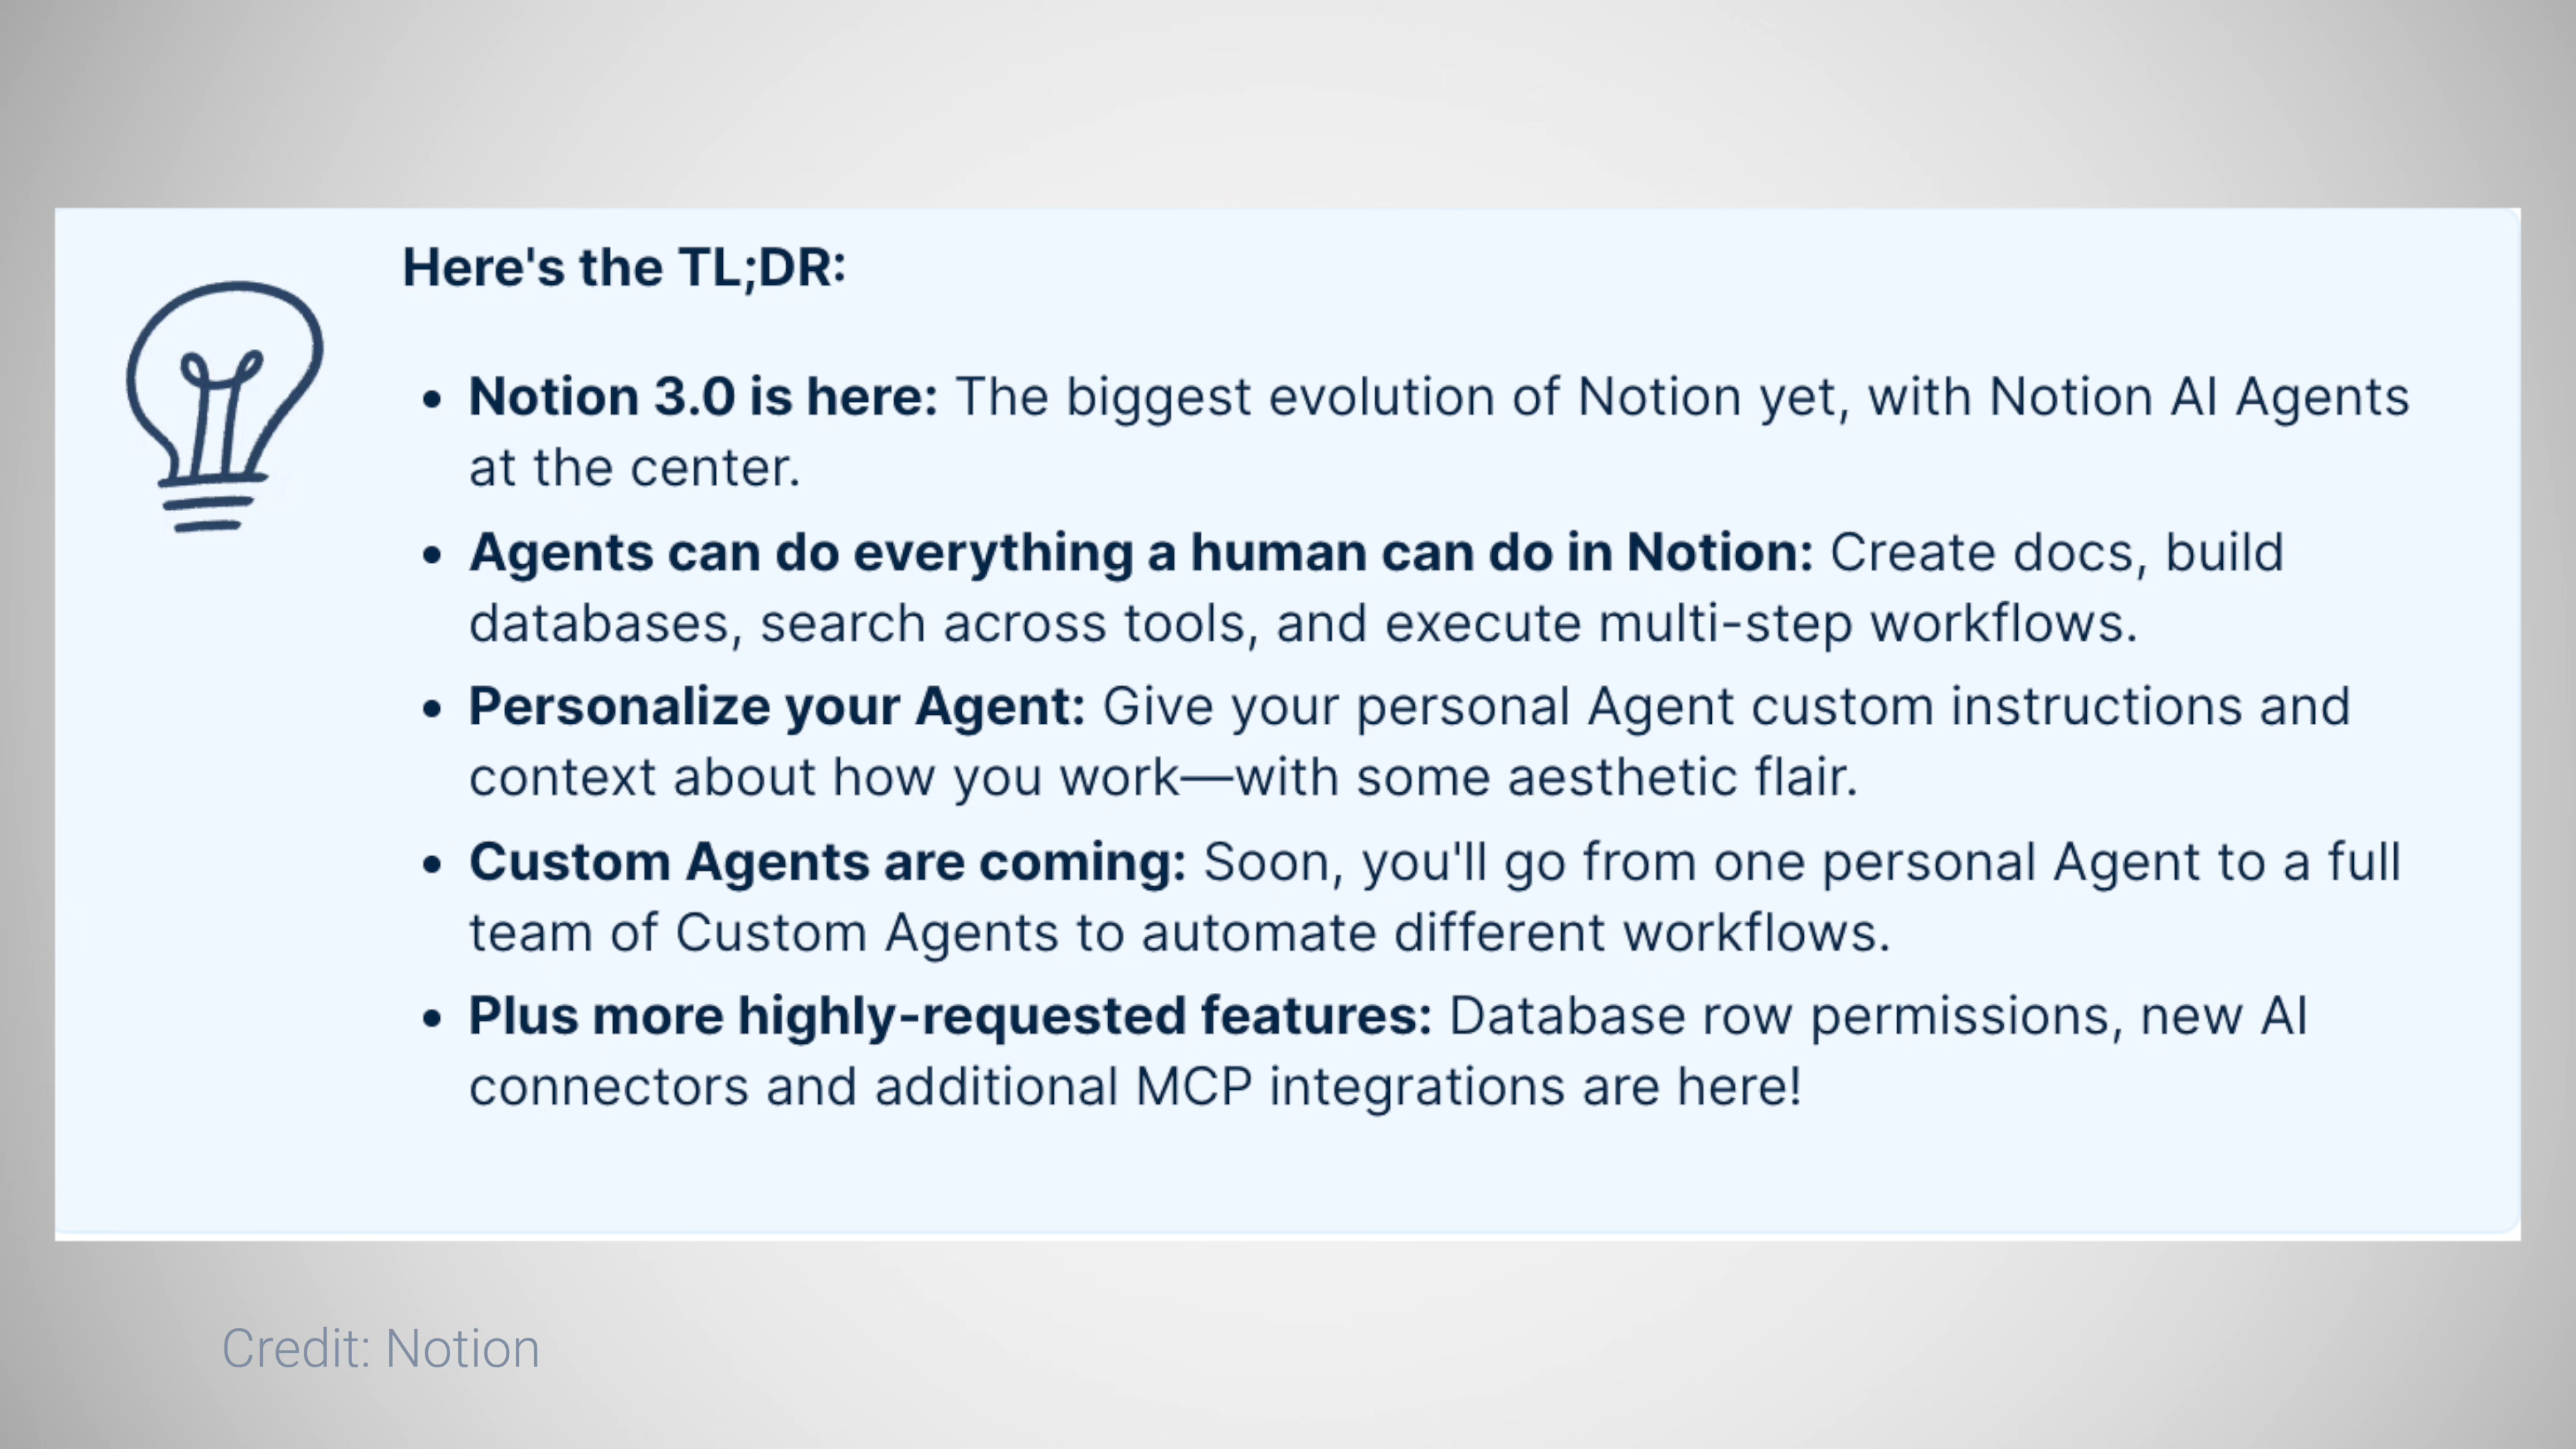 Here's the TL;DR:
• Notion 3.0 is here: The biggest evolution of Notion yet, with Notion AI Agents
at the center.
• Agents can do everything a human can do in Notion: Create docs, build
databases, search across tools, and execute multi-step workflows.
• Personalize your Agent: Give your personal Agent custom instructions and
context about how you work—with some aesthetic flair.
• Custom Agents are coming: Soon, you'll go from one personal Agent to a full
team of Custom Agents to automate different workflows.
• Plus more highly-requested features: Database row permissions, new AI
connectors and additional MCP integrations are here!
Credit: Notion